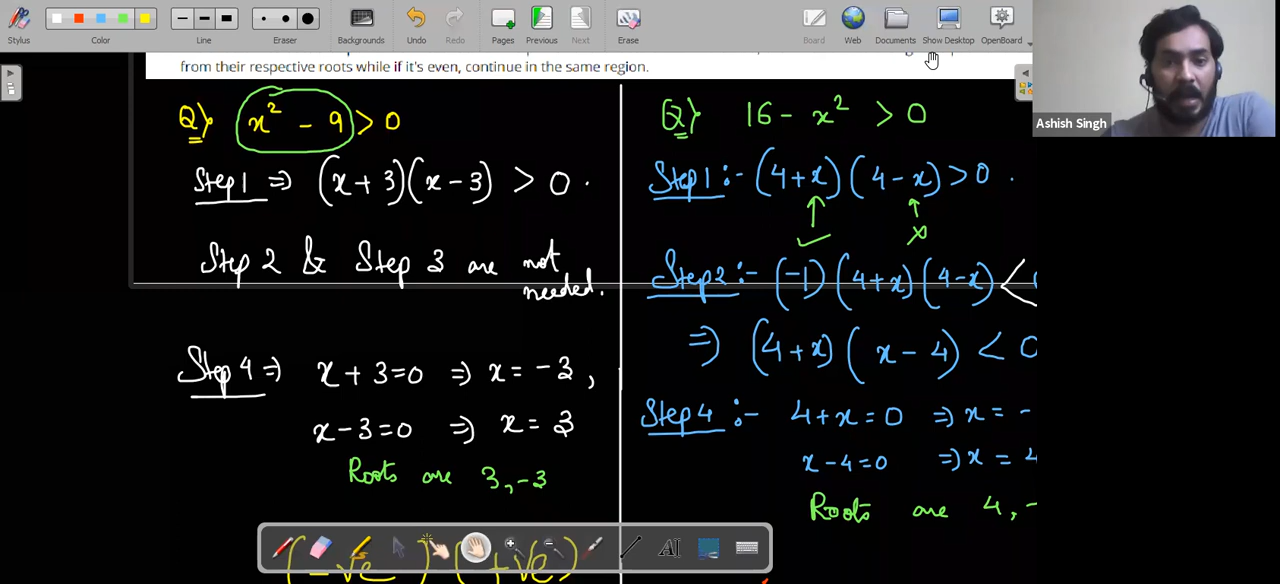 Stylus Color Line Eraser Backgrounds Undo Redo Pages Previous Next Erase Board Web Documents Show Desktop OpenBoard
from their respective roots while if it's even, continue in the same region.
Ashish Singh
Q) x² - 9 > 0
Step 1 ⇒ (x + 3)(x - 3) > 0 .
Step 2 & Step 3 are not needed.
Step 4 ⇒ x + 3 = 0 ⇒ x = -3 ,
x - 3 = 0 ⇒ x = 3
Roots are 3, -3
Q) 16 - x² > 0
Step 1 :- (4 + x) (4 - x) > 0 .
Step 2 :- (-1) (4 + x) (4 - x) <
⇒ (4 + x) ( x - 4) < 0
Step 4 :- 4 + x = 0 ⇒ x = -
x - 4 = 0 ⇒ x = 4
Roots are 4, -
AI